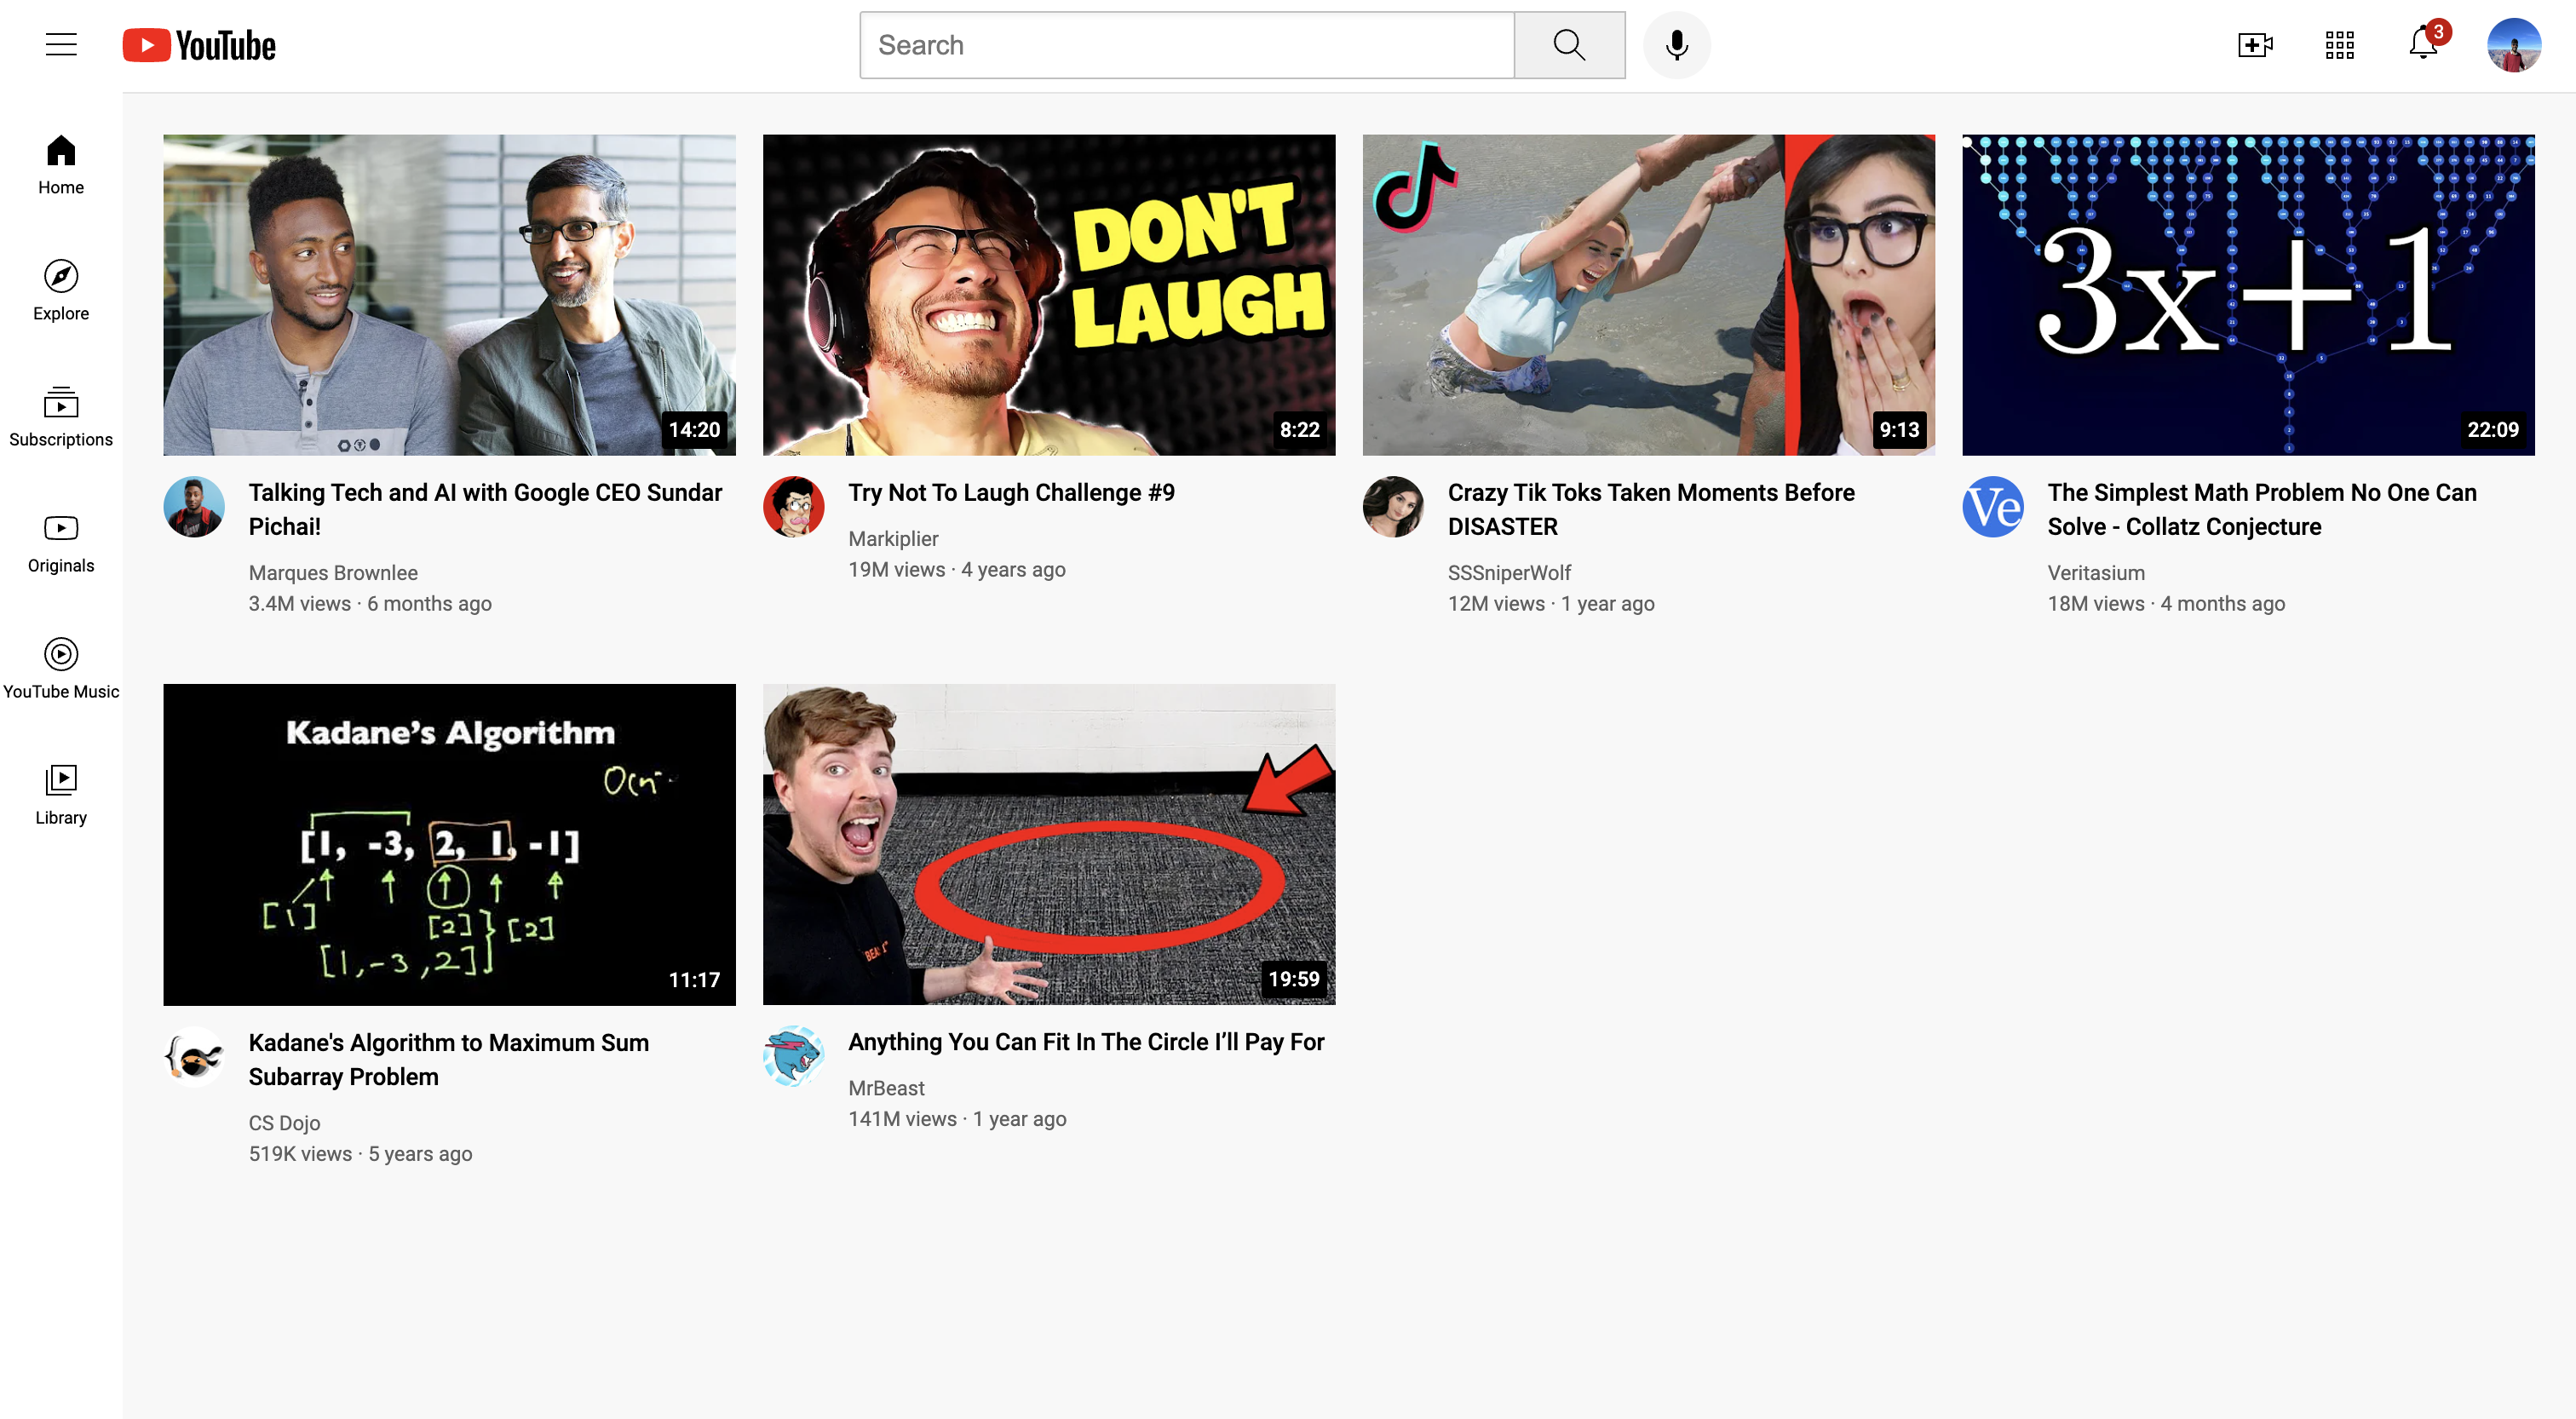 YouTube
Search
3
Home
Explore
Subscriptions
Originals
YouTube Music
Library
DON'T
LAUGH
3x+1
14:20
8:22
9:13
22:09
Talking Tech and AI with Google CEO Sundar
Pichai!
Marques Brownlee
3.4M views · 6 months ago
Try Not To Laugh Challenge #9
Markiplier
19M views · 4 years ago
Crazy Tik Toks Taken Moments Before
DISASTER
SSSniperWolf
12M views · 1 year ago
Ve
The Simplest Math Problem No One Can
Solve - Collatz Conjecture
Veritasium
18M views · 4 months ago
Kadane's Algorithm
[1, -3, 2, 1, -1]
[1]
[2]
[2]
[1,-3,2]
11:17
19:59
Kadane's Algorithm to Maximum Sum
Subarray Problem
CS Dojo
519K views · 5 years ago
Anything You Can Fit In The Circle I’ll Pay For
MrBeast
141M views · 1 year ago